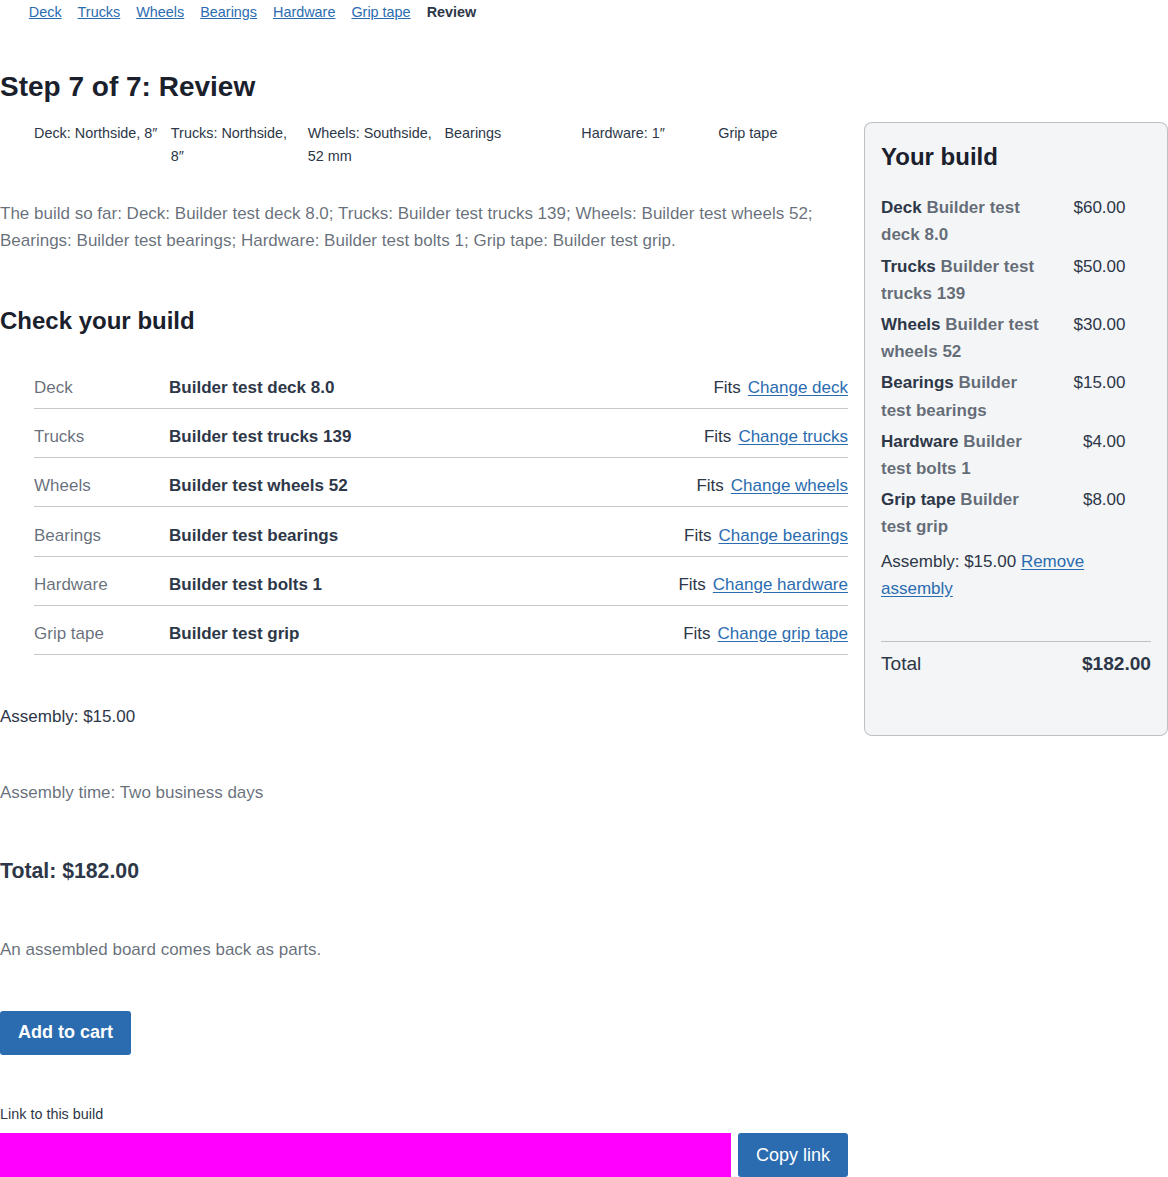 Deck Trucks Wheels Bearings Hardware Grip tape Review
Step 7 of 7: Review
Deck: Northside, 8″
Trucks: Northside,
8″
Wheels: Southside,
52 mm
Bearings
Hardware: 1″
Grip tape
The build so far: Deck: Builder test deck 8.0; Trucks: Builder test trucks 139; Wheels: Builder test wheels 52;
Bearings: Builder test bearings; Hardware: Builder test bolts 1; Grip tape: Builder test grip.
Check your build
Deck Builder test deck 8.0 Fits Change deck
Trucks Builder test trucks 139 Fits Change trucks
Wheels Builder test wheels 52 Fits Change wheels
Bearings Builder test bearings Fits Change bearings
Hardware Builder test bolts 1 Fits Change hardware
Grip tape Builder test grip Fits Change grip tape
Assembly: $15.00
Assembly time: Two business days
Total: $182.00
An assembled board comes back as parts.
Add to cart
Link to this build
Copy link
Your build
Deck Builder test $60.00
deck 8.0
Trucks Builder test $50.00
trucks 139
Wheels Builder test $30.00
wheels 52
Bearings Builder $15.00
test bearings
Hardware Builder $4.00
test bolts 1
Grip tape Builder $8.00
test grip
Assembly: $15.00 Remove
assembly
Total $182.00